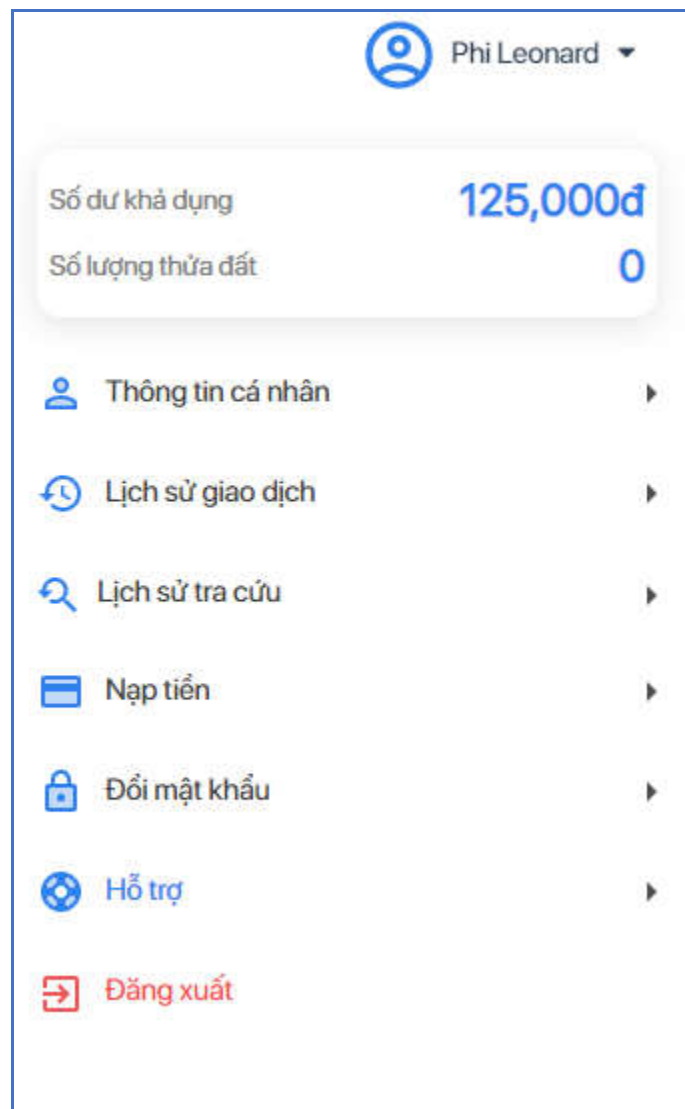 Phi Leonard
Số dư khả dụng 125,000đ
Số lượng thửa đất 0
Thông tin cá nhân
Lịch sử giao dịch
Lịch sử tra cứu
Nạp tiền
Đổi mật khẩu
Hỗ trợ
Đăng xuất